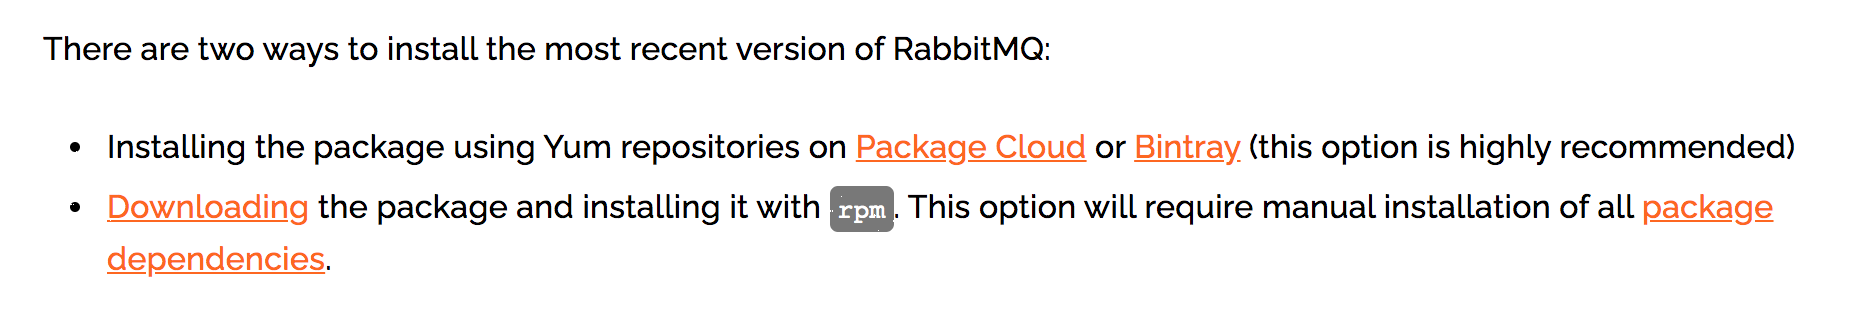 There are two ways to install the most recent version of RabbitMQ:
• Installing the package using Yum repositories on Package Cloud or Bintray (this option is highly recommended)
• Downloading the package and installing it with rpm. This option will require manual installation of all package
dependencies.